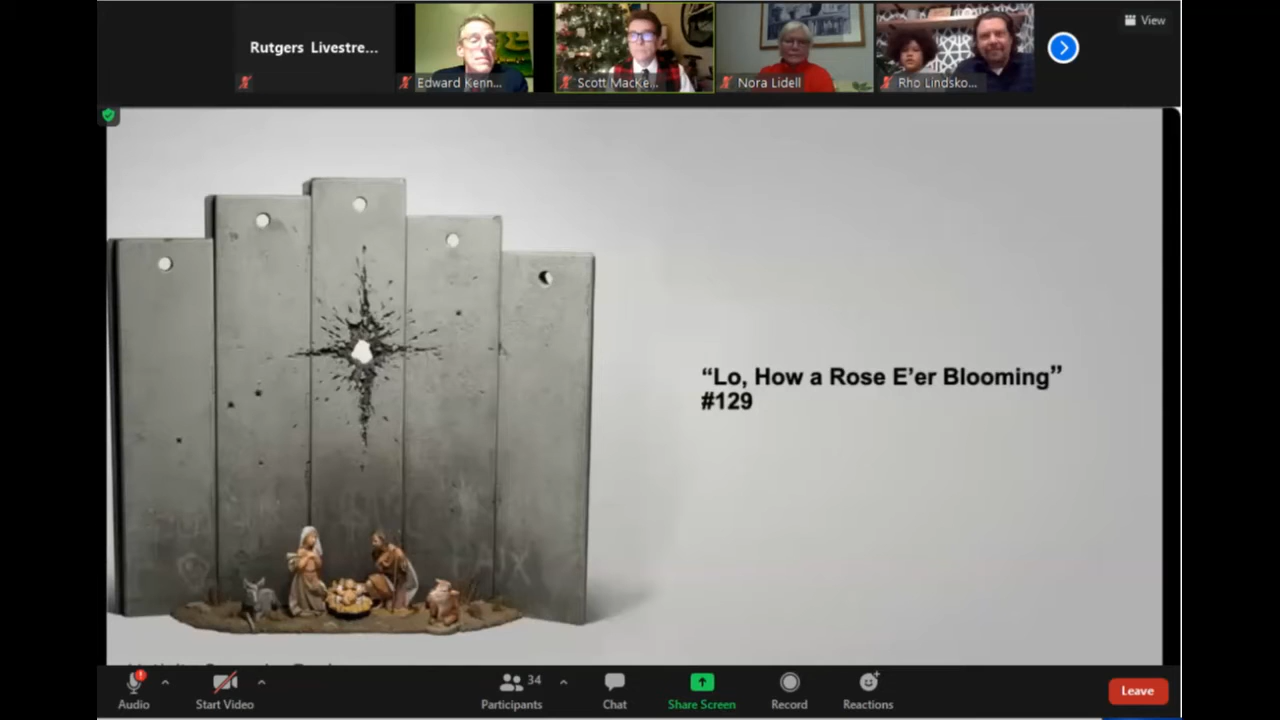 Rutgers Livestre...
Edward Kenn...
Scott MacKe...
Nora Lidell
Rho Lindsko...
View
“Lo, How a Rose E’er Blooming”
#129
Audio
Start Video
Participants
34
Chat
Share Screen
Record
Reactions
Leave